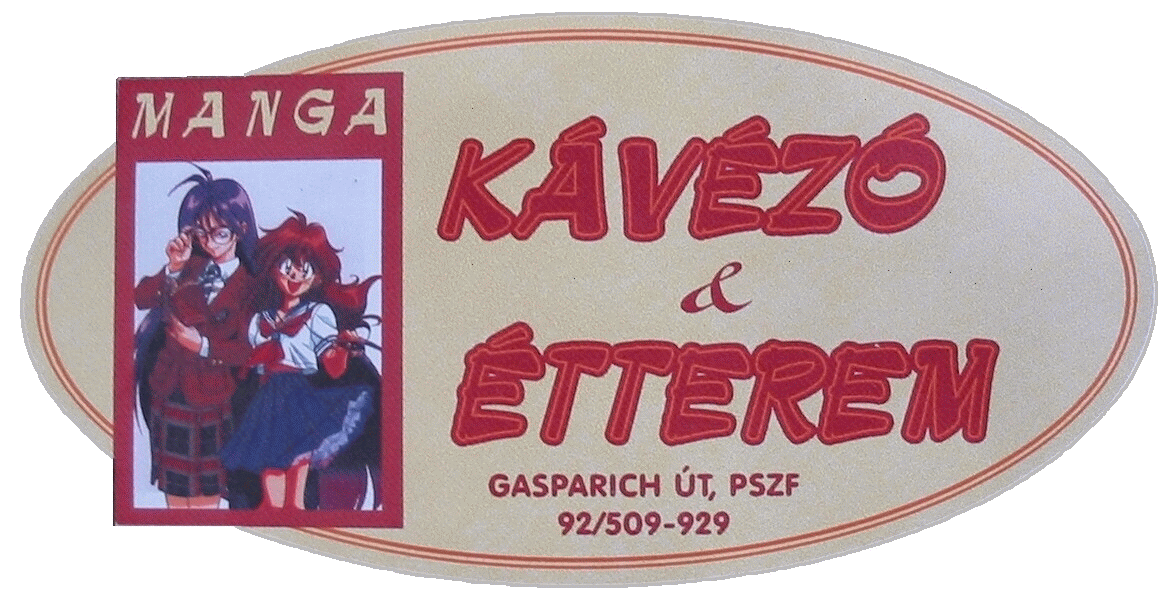 MANGA
KÁVÉZÓ
&
ÉTTEREM
GASPARICH ÚT, PSZF
92/509-929